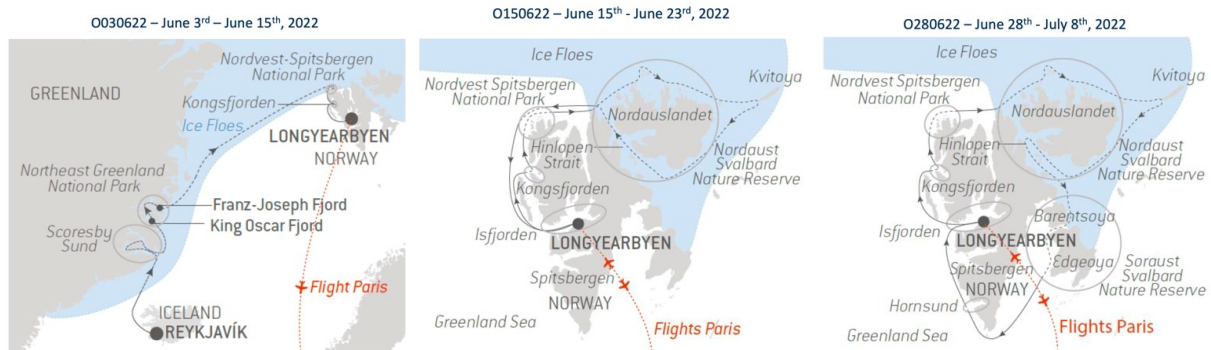 O030622 – June 3rd – June 15th, 2022
Nordvest-Spitsbergen
National Park
GREENLAND
Kongsfjorden
Ice Floes
LONGYEARBYEN
NORWAY
Northeast Greenland
National Park
Franz-Joseph Fjord
King Oscar Fjord
Scoresby
Sund
Flight Paris
ICELAND
REYKJAVÍK
O150622 – June 15th - June 23rd, 2022
Ice Floes
Nordvest Spitsbergen
National Park
Kvitoya
Nordauslandet
Hinlopen
Strait
Nordaust
Svalbard
Nature Reserve
Kongsfjorden
Isfjorden
LONGYEARBYEN
Spitsbergen
NORWAY
Greenland Sea
Flights Paris
O280622 – June 28th - July 8th, 2022
Ice Floes
Nordvest Spitsbergen
National Park
Kvitoya
Nordauslandet
Hinlopen
Strait
Nordaust
Svalbard
Nature Reserve
Kongsfjorden
Barentsoya
Isfjorden
LONGYEARBYEN
Edgeoya
Spitsbergen
NORWAY
Soraust
Svalbard
Nature Reserve
Hornsund
Greenland Sea
Flights Paris